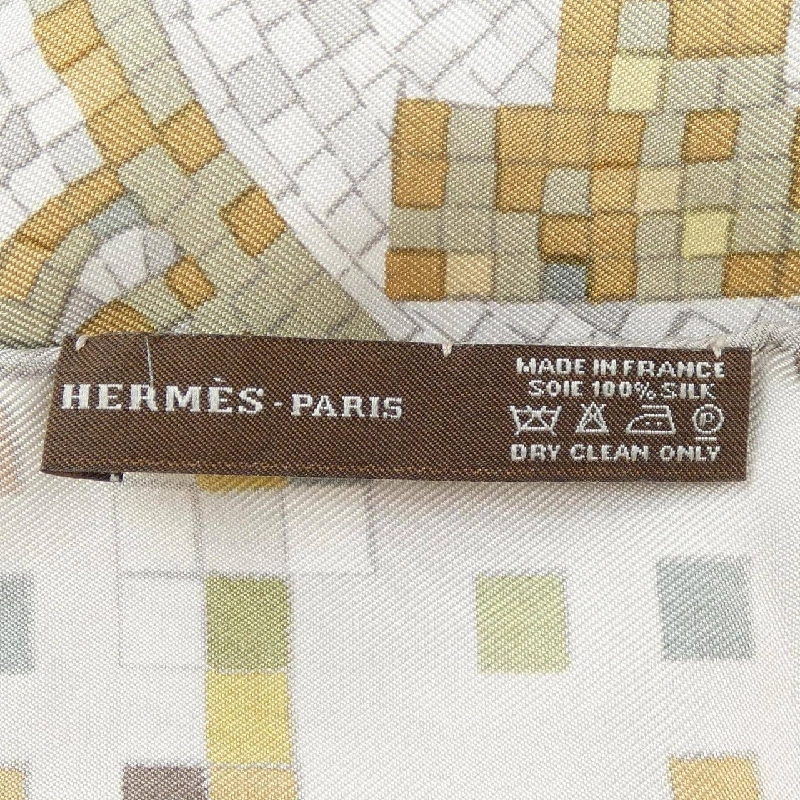 HERMÈS - PARIS
MADE IN FRANCE
SOIE 100% SILK
P
DRY CLEAN ONLY